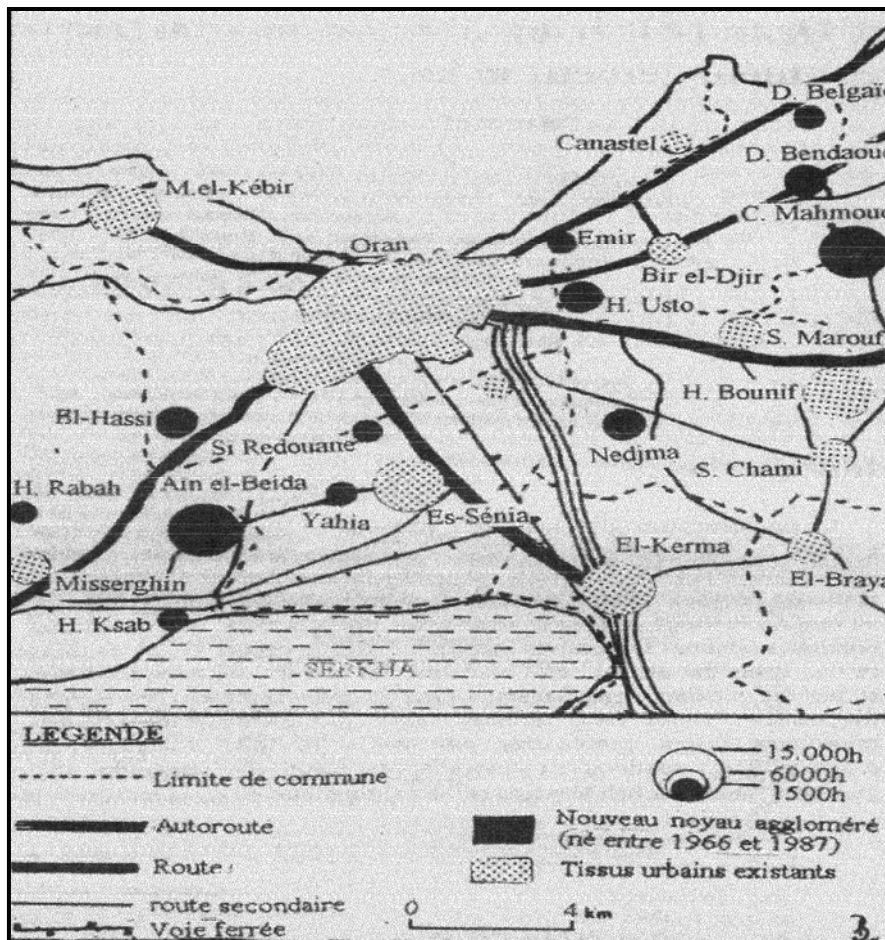 D. Belgaïd
Canastel
D. Bendaoud
M.el-Kébir
C. Mahmoud
Oran
Emir
Bir el-Djir
H. Usto
S. Marouf
H. Bounif
El-Hassi
Si Redouane
Nedjma
S. Chami
H. Rabah
Aïn el-Beida
Yahia
Es-Sénia
El-Kerma
Misserghin
El-Braya
H. Ksab
SEBKHA
LEGENDE
Limite de commune
Autoroute
Route
route secondaire
Voie ferrée
15.000h
6000h
1500h
Nouveau noyau aggloméré
(né entre 1966 et 1987)
Tissus urbains existants
0 4 km